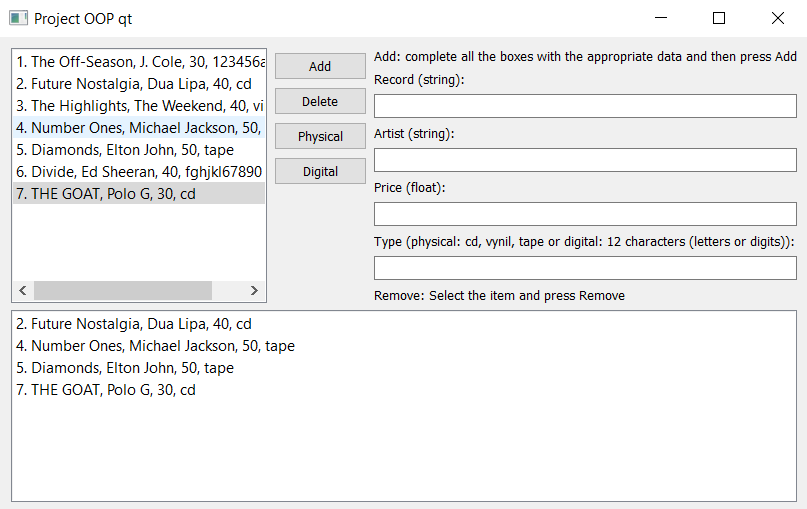 Project OOP qt
1. The Off-Season, J. Cole, 30, 123456a
2. Future Nostalgia, Dua Lipa, 40, cd
3. The Highlights, The Weekend, 40, vi
4. Number Ones, Michael Jackson, 50,
5. Diamonds, Elton John, 50, tape
6. Divide, Ed Sheeran, 40, fghjkl67890
7. THE GOAT, Polo G, 30, cd
Add
Delete
Physical
Digital
Add: complete all the boxes with the appropriate data and then press Add
Record (string):
Artist (string):
Price (float):
Type (physical: cd, vynil, tape or digital: 12 characters (letters or digits)):
Remove: Select the item and press Remove
2. Future Nostalgia, Dua Lipa, 40, cd
4. Number Ones, Michael Jackson, 50, tape
5. Diamonds, Elton John, 50, tape
7. THE GOAT, Polo G, 30, cd